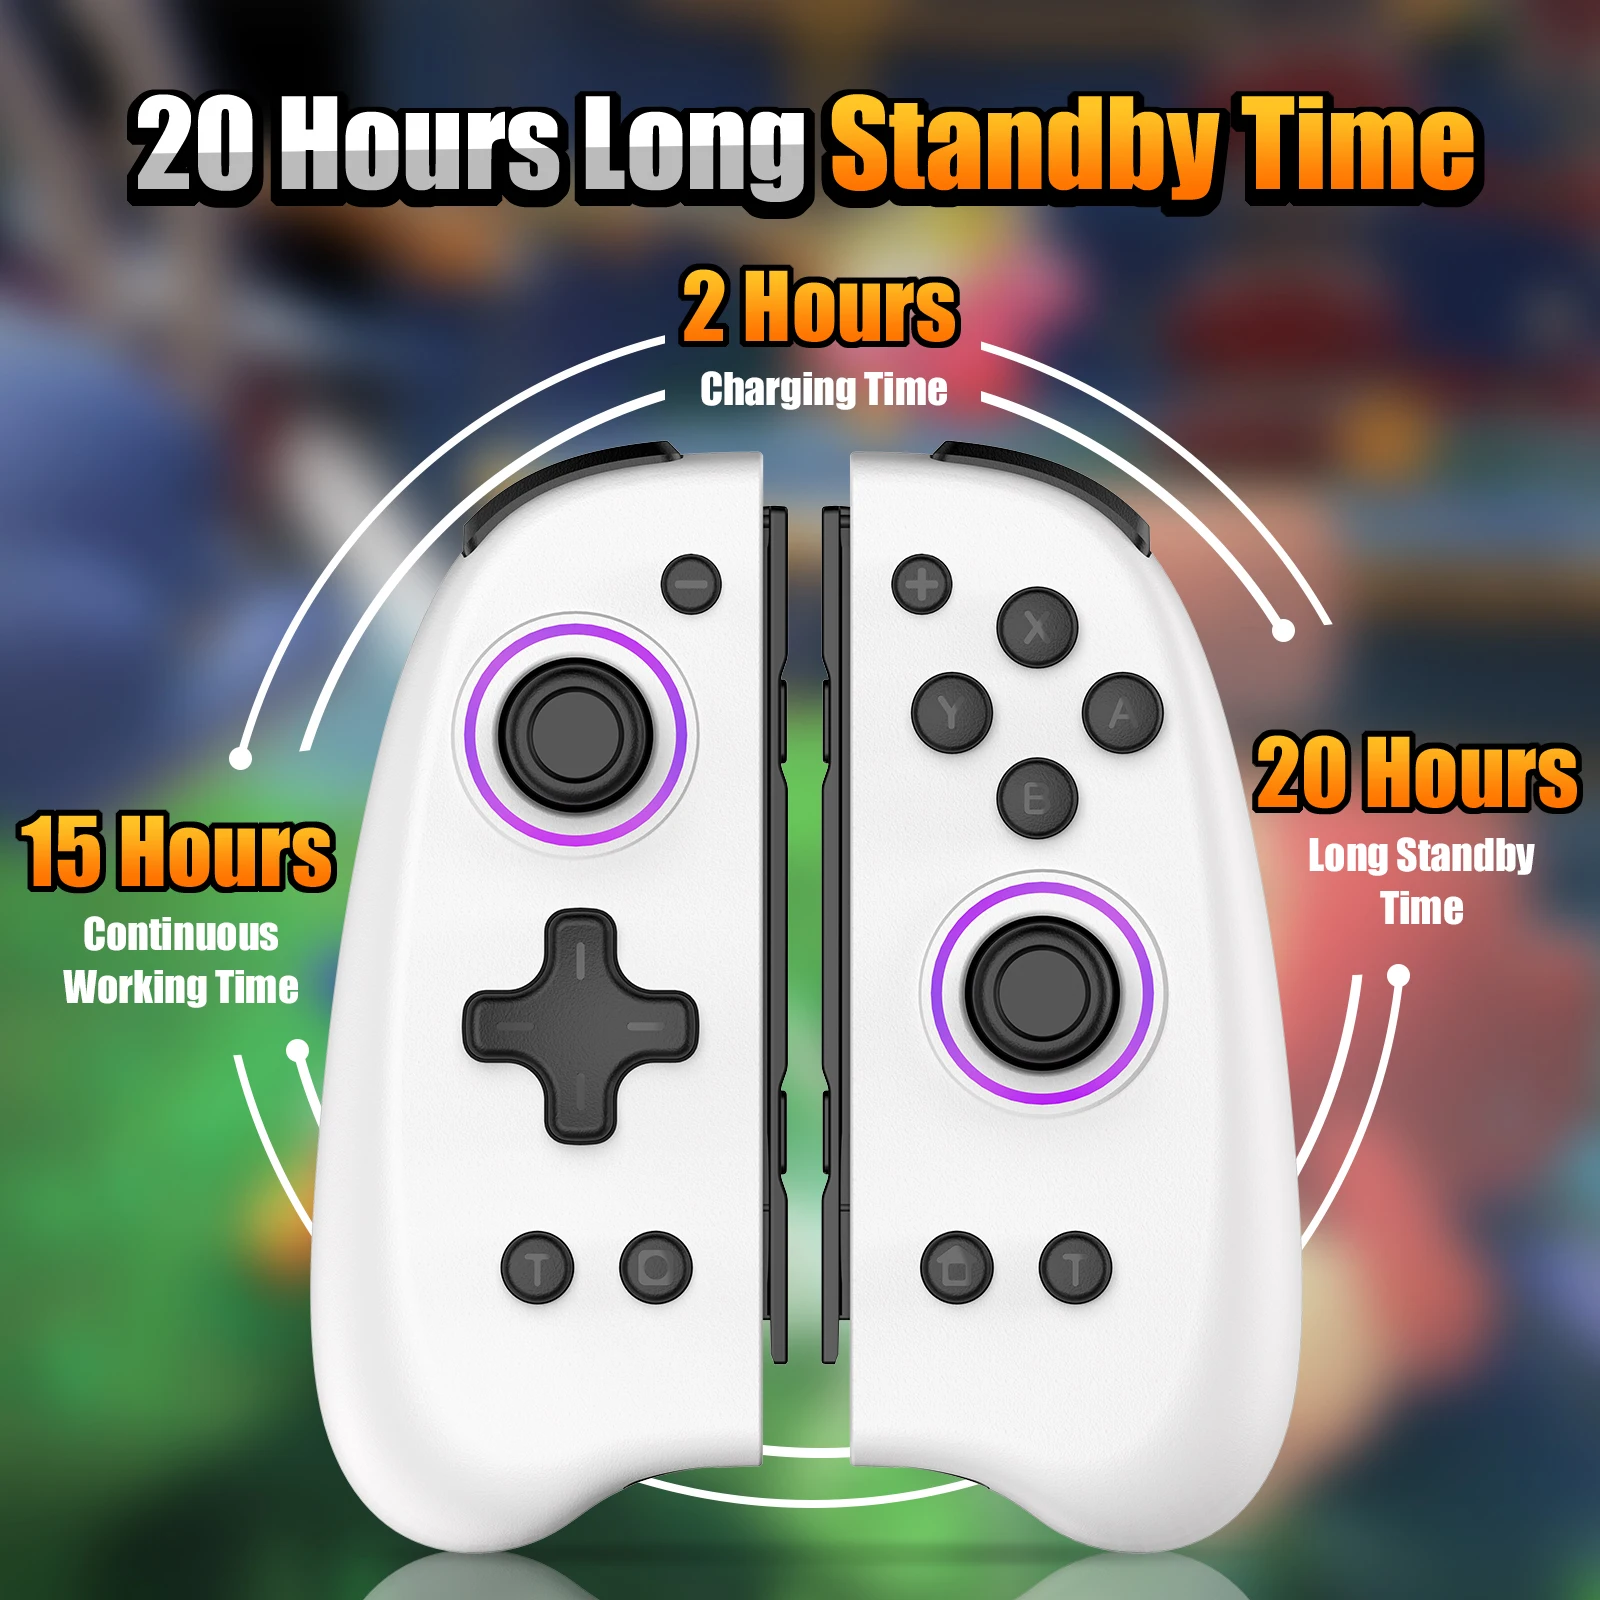 20 Hours Long Standby Time
2 Hours
Charging Time
15 Hours
Continuous
Working Time
20 Hours
Long Standby
Time
X
Y
A
B
T
T